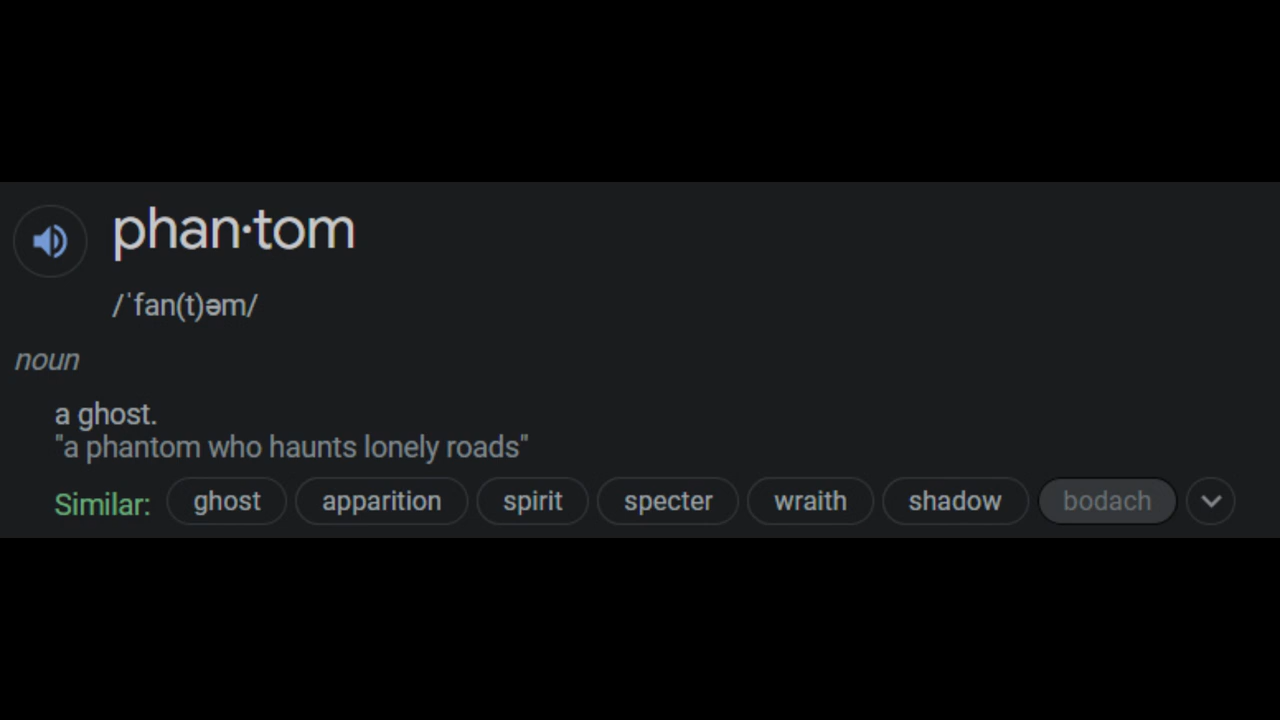 phan·tom
/ˈfan(t)əm/
noun
a ghost.
"a phantom who haunts lonely roads"
Similar: ghost apparition spirit specter wraith shadow bodach